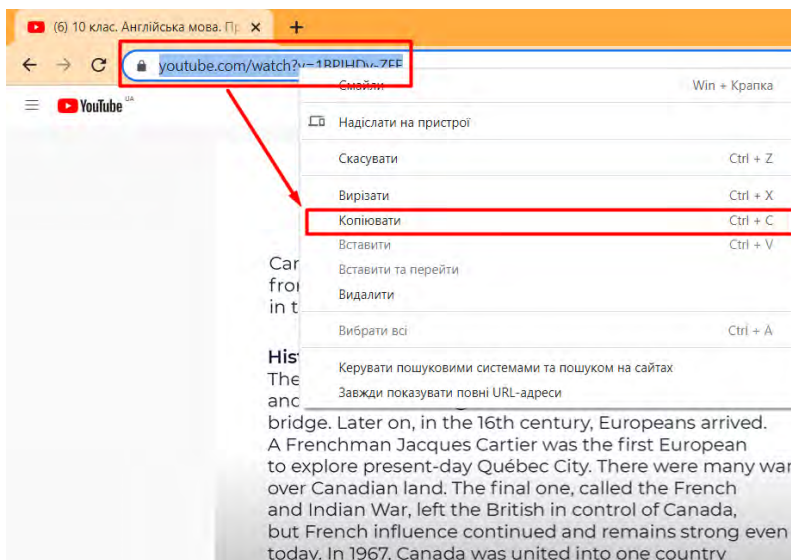 (6) 10 клас. Англійська мова. Пр
youtube.com/watch?v=1BPIHDv-ZFE
YouTube UA
Смайли Win + Крапка
Надіслати на пристрої
Скасувати Ctrl + Z
Вирізати Ctrl + X
Копіювати Ctrl + C
Вставити Ctrl + V
Вставити та перейти
Видалити
Вибрати всі Ctrl + A
Керувати пошуковими системами та пошуком на сайтах
Завжди показувати повні URL-адреси
in t
The
bridge. Later on, in the 16th century, Europeans arrived.
A Frenchman Jacques Cartier was the first European
to explore present-day Québec City. There were many war
over Canadian land. The final one, called the French
and Indian War, left the British in control of Canada,
but French influence continued and remains strong even
today. In 1967, Canada was united into one country